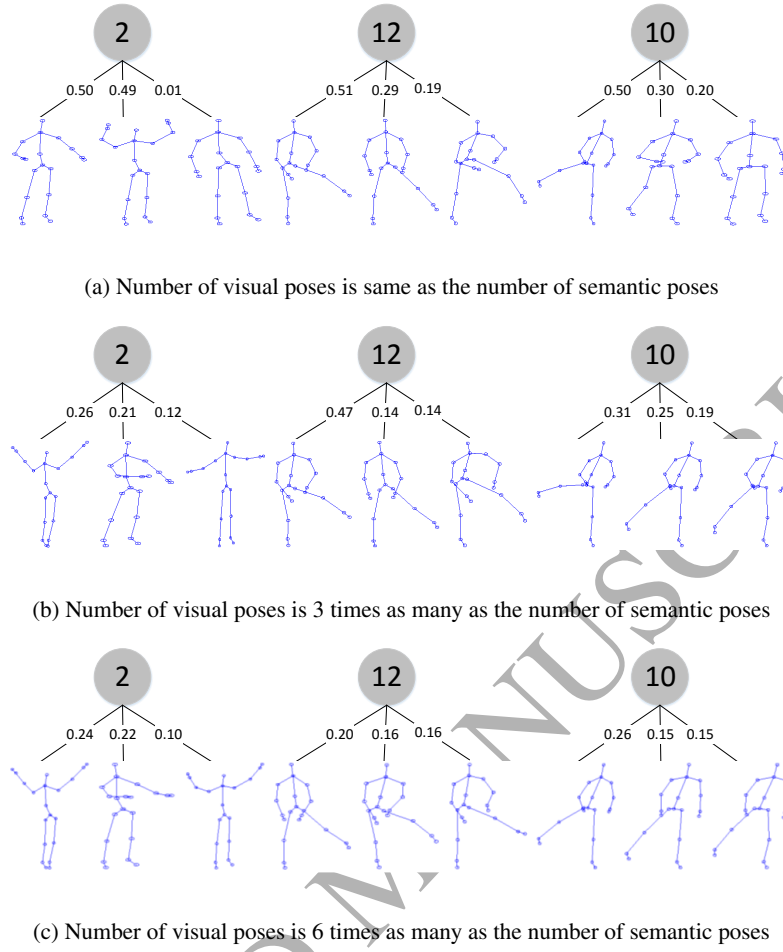 2 12 10
0.50 0.49 0.01 0.51 0.29 0.19 0.50 0.30 0.20
(a) Number of visual poses is same as the number of semantic poses
2 12 10
0.26 0.21 0.12 0.47 0.14 0.14 0.31 0.25 0.19
(b) Number of visual poses is 3 times as many as the number of semantic poses
2 12 10
0.24 0.22 0.10 0.20 0.16 0.16 0.26 0.15 0.15
(c) Number of visual poses is 6 times as many as the number of semantic poses